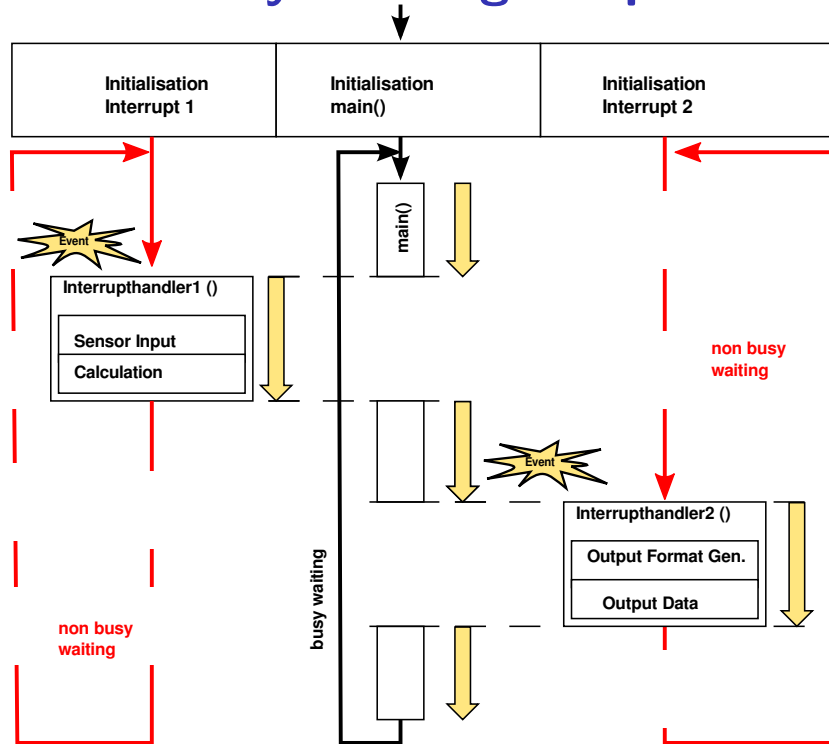 Initialisation
Interrupt 1
Initialisation
main()
Initialisation
Interrupt 2
main()
Event
Interrupthandler1 ()
Sensor Input
Calculation
non busy
waiting
Event
Interrupthandler2 ()
Output Format Gen.
Output Data
busy waiting
non busy
waiting